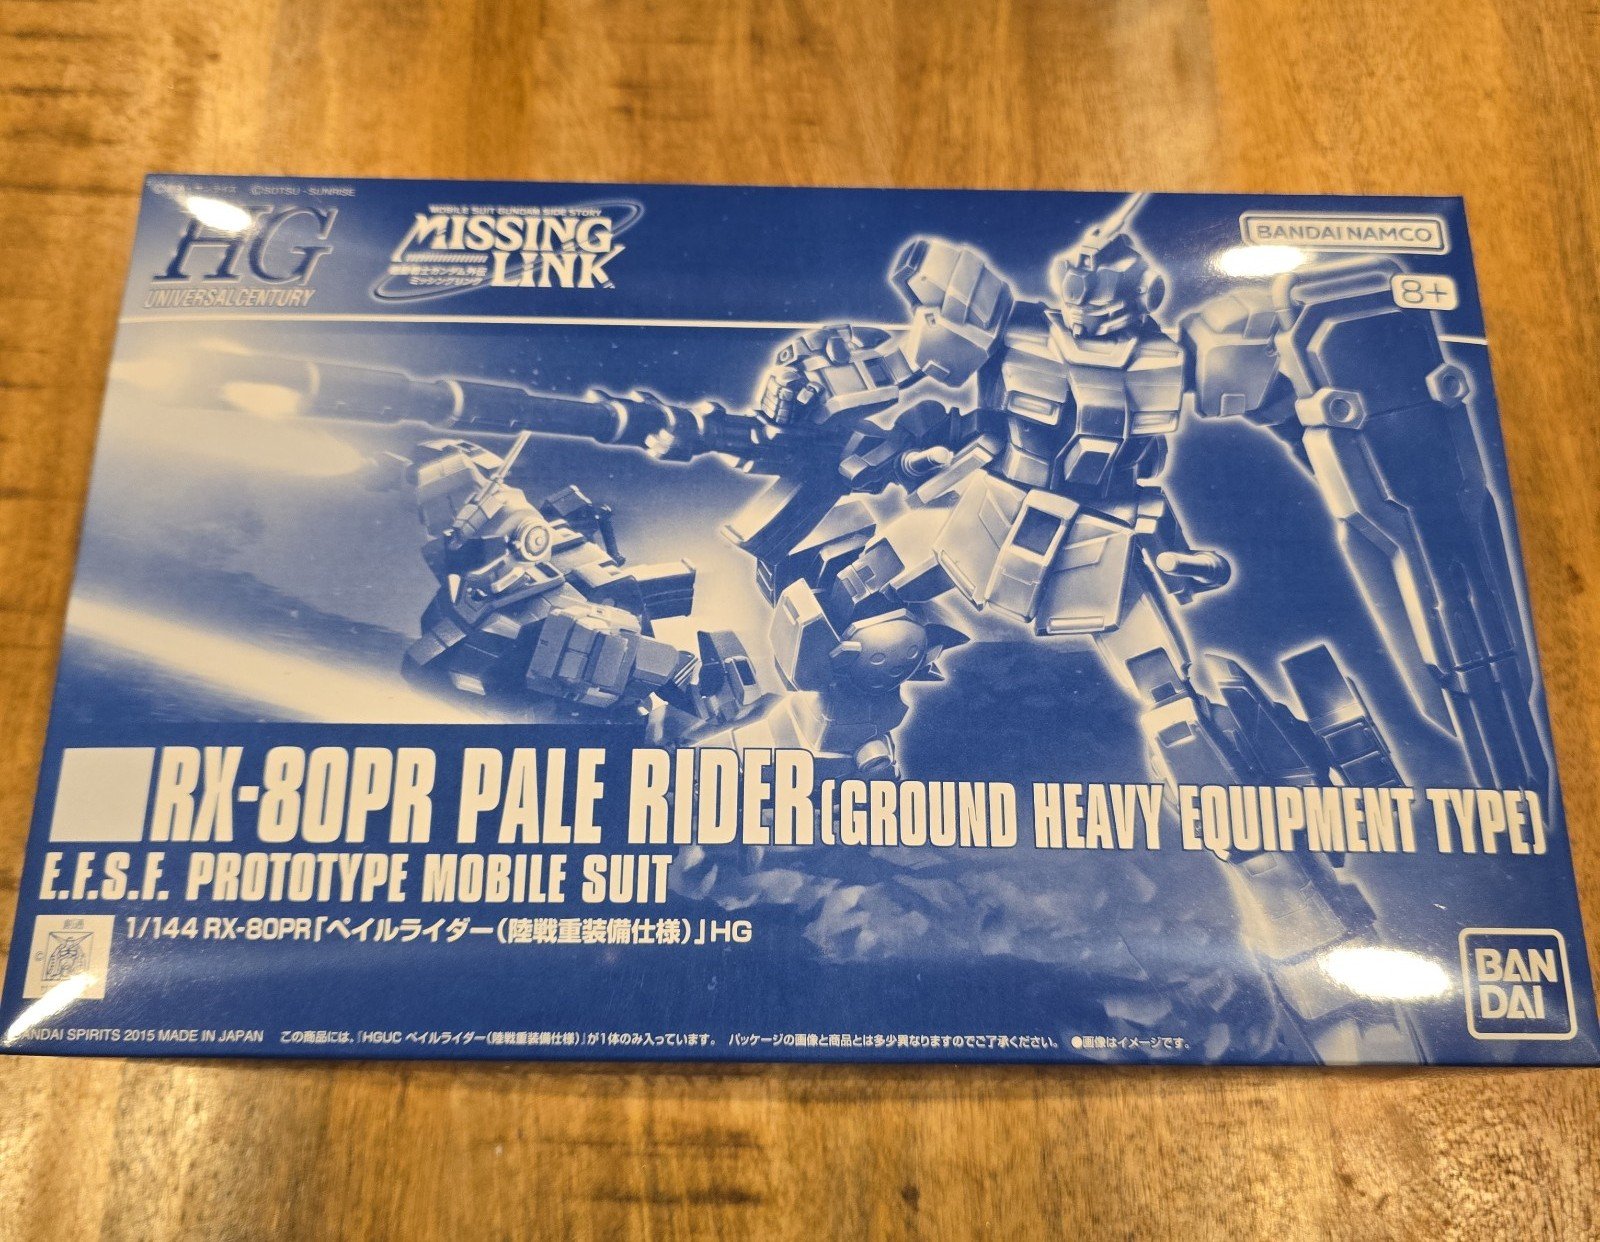 ©SOTSU・SUNRISE
HG
UNIVERSAL CENTURY
MOBILE SUIT GUNDAM SIDE STORY
MISSING
LINK
機動戦士ガンダム外伝
ミッシングリンク
BANDAI NAMCO
8+
RX-80PR PALE RIDER(GROUND HEAVY EQUIPMENT TYPE)
E.F.S.F. PROTOTYPE MOBILE SUIT
1/144 RX-80PR「ペイルライダー(陸戦重装備仕様)」HG
BAN
DAI
BANDAI SPIRITS 2015 MADE IN JAPAN この商品には、「HGUC ペイルライダー(陸戦重装備仕様)」が1体のみ入っています。 パッケージの画像と商品とは多少異なりますのでご了承ください。 ●画像はイメージです。